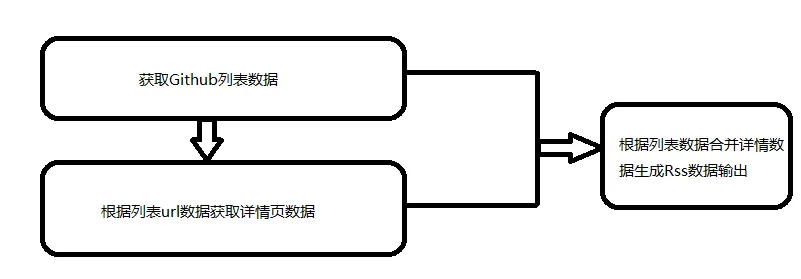 获取Github列表数据
根据列表url数据获取详情页数据
根据列表数据合并详情数
据生成Rss数据输出